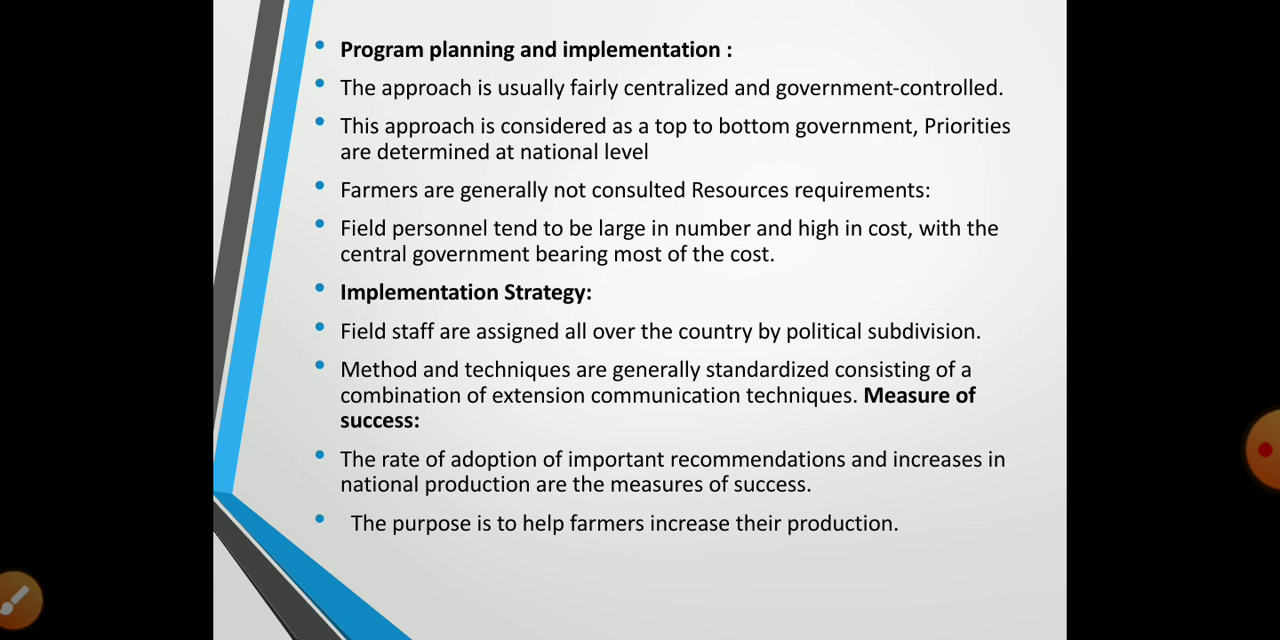 Program planning and implementation :
The approach is usually fairly centralized and government-controlled.
This approach is considered as a top to bottom government, Priorities
are determined at national level
Farmers are generally not consulted Resources requirements:
Field personnel tend to be large in number and high in cost, with the
central government bearing most of the cost.
Implementation Strategy:
Field staff are assigned all over the country by political subdivision.
Method and techniques are generally standardized consisting of a
combination of extension communication techniques. Measure of
success:
The rate of adoption of important recommendations and increases in
national production are the measures of success.
The purpose is to help farmers increase their production.